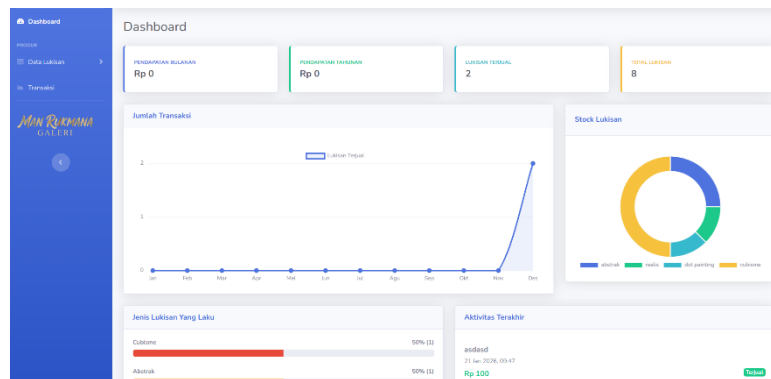 Dashboard
PRODUK
Data Lukisan
Transaksi
MAN RUKMANA
GALERI
Dashboard
PENDAPATAN BULANAN
Rp 0
PENDAPATAN TAHUNAN
Rp 0
LUKISAN TERJUAL
2
TOTAL LUKISAN
8
Jumlah Transaksi
Lukisan Terjual
2
1
0
Jan Feb Mar Apr Mei Jun Jul Agu Sep Okt Nov Des
Stock Lukisan
abstrak realis dot painting cubisme
Jenis Lukisan Yang Laku
Cubisme 50% (1)
Abstrak 50% (1)
Aktivitas Terakhir
asdasd
21 Jan 2026, 00:47
Rp 100
Terjual